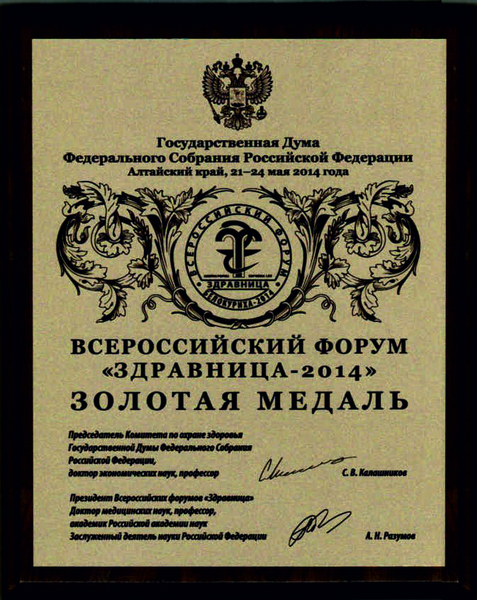 Государственная Дума
Федерального Собрания Российской Федерации
Алтайский край, 21–24 мая 2014 года
ВСЕРОССИЙСКИЙ ФОРУМ
ЗДРАВНИЦА
БЕЛОКУРИХА-2014
ВСЕРОССИЙСКИЙ ФОРУМ
«ЗДРАВНИЦА-2014»
ЗОЛОТАЯ МЕДАЛЬ
Председатель Комитета по охране здоровья
Государственной Думы Федерального Собрания
Российской Федерации,
доктор экономических наук, профессор С. В. Калашников
Президент Всероссийских форумов «Здравница»
Доктор медицинских наук, профессор,
академик Российской академии наук
Заслуженный деятель науки Российской Федерации А. Н. Разумов